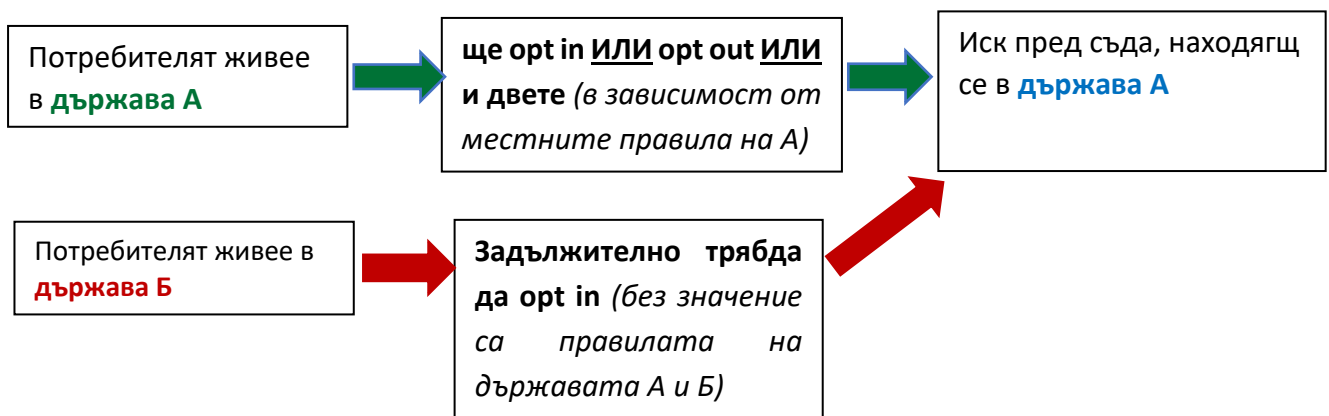 Потребителят живее
в държава А
ще opt in ИЛИ opt out ИЛИ
и двете (в зависимост от
местните правила на А)
Иск пред съда, находягщ
се в държава А
Потребителят живее в
държава Б
Задължително трябда
да opt in (без значение
са правилата на
държавата А и Б)